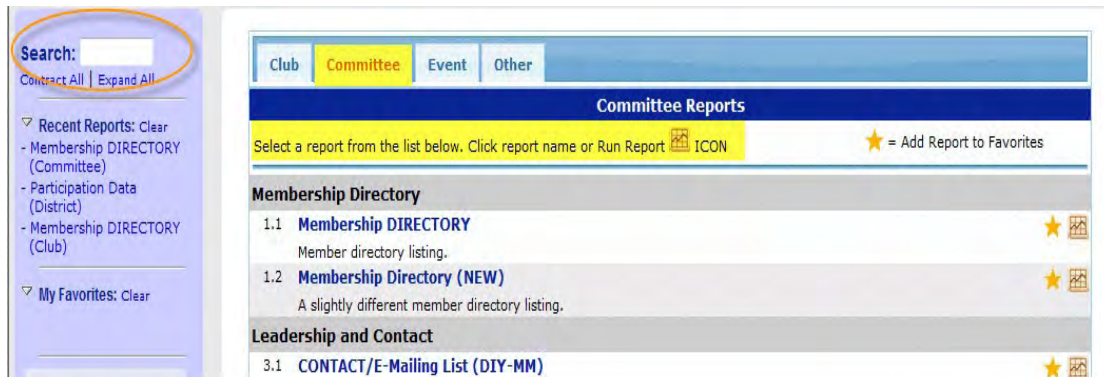 Search:
Contract All | Expand All
Recent Reports: Clear
- Membership DIRECTORY
(Committee)
- Participation Data
(District)
- Membership DIRECTORY
(Club)
My Favorites: Clear
Club Committee Event Other
Committee Reports
Select a report from the list below. Click report name or Run Report ICON
= Add Report to Favorites
Membership Directory
1.1 Membership DIRECTORY
Member directory listing.
1.2 Membership Directory (NEW)
A slightly different member directory listing.
Leadership and Contact
3.1 CONTACT/E-Mailing List (DIY-MM)